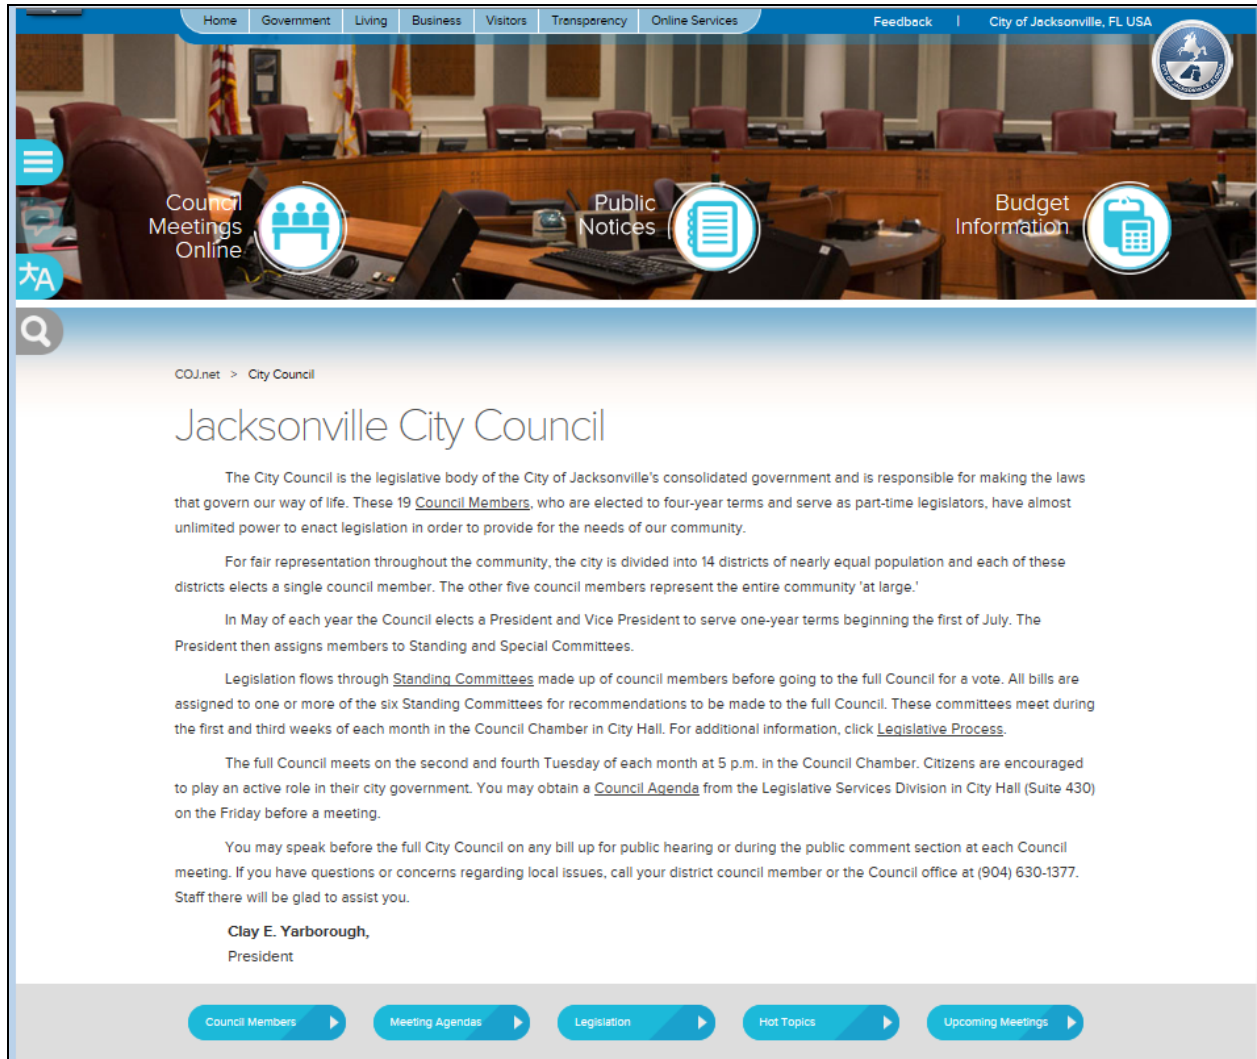 Home Government Living Business Visitors Transparency Online Services Feedback | City of Jacksonville, FL USA
Council
Meetings
Online
Public
Notices
Budget
Information
大A
COJ.net > City Council
Jacksonville City Council
The City Council is the legislative body of the City of Jacksonville's consolidated government and is responsible for making the laws
that govern our way of life. These 19 Council Members, who are elected to four-year terms and serve as part-time legislators, have almost
unlimited power to enact legislation in order to provide for the needs of our community.
For fair representation throughout the community, the city is divided into 14 districts of nearly equal population and each of these
districts elects a single council member. The other five council members represent the entire community 'at large.'
In May of each year the Council elects a President and Vice President to serve one-year terms beginning the first of July. The
President then assigns members to Standing and Special Committees.
Legislation flows through Standing Committees made up of council members before going to the full Council for a vote. All bills are
assigned to one or more of the six Standing Committees for recommendations to be made to the full Council. These committees meet during
the first and third weeks of each month in the Council Chamber in City Hall. For additional information, click Legislative Process.
The full Council meets on the second and fourth Tuesday of each month at 5 p.m. in the Council Chamber. Citizens are encouraged
to play an active role in their city government. You may obtain a Council Agenda from the Legislative Services Division in City Hall (Suite 430)
on the Friday before a meeting.
You may speak before the full City Council on any bill up for public hearing or during the public comment section at each Council
meeting. If you have questions or concerns regarding local issues, call your district council member or the Council office at (904) 630-1377.
Staff there will be glad to assist you.
Clay E. Yarborough,
President
Council Members Meeting Agendas Legislation Hot Topics Upcoming Meetings